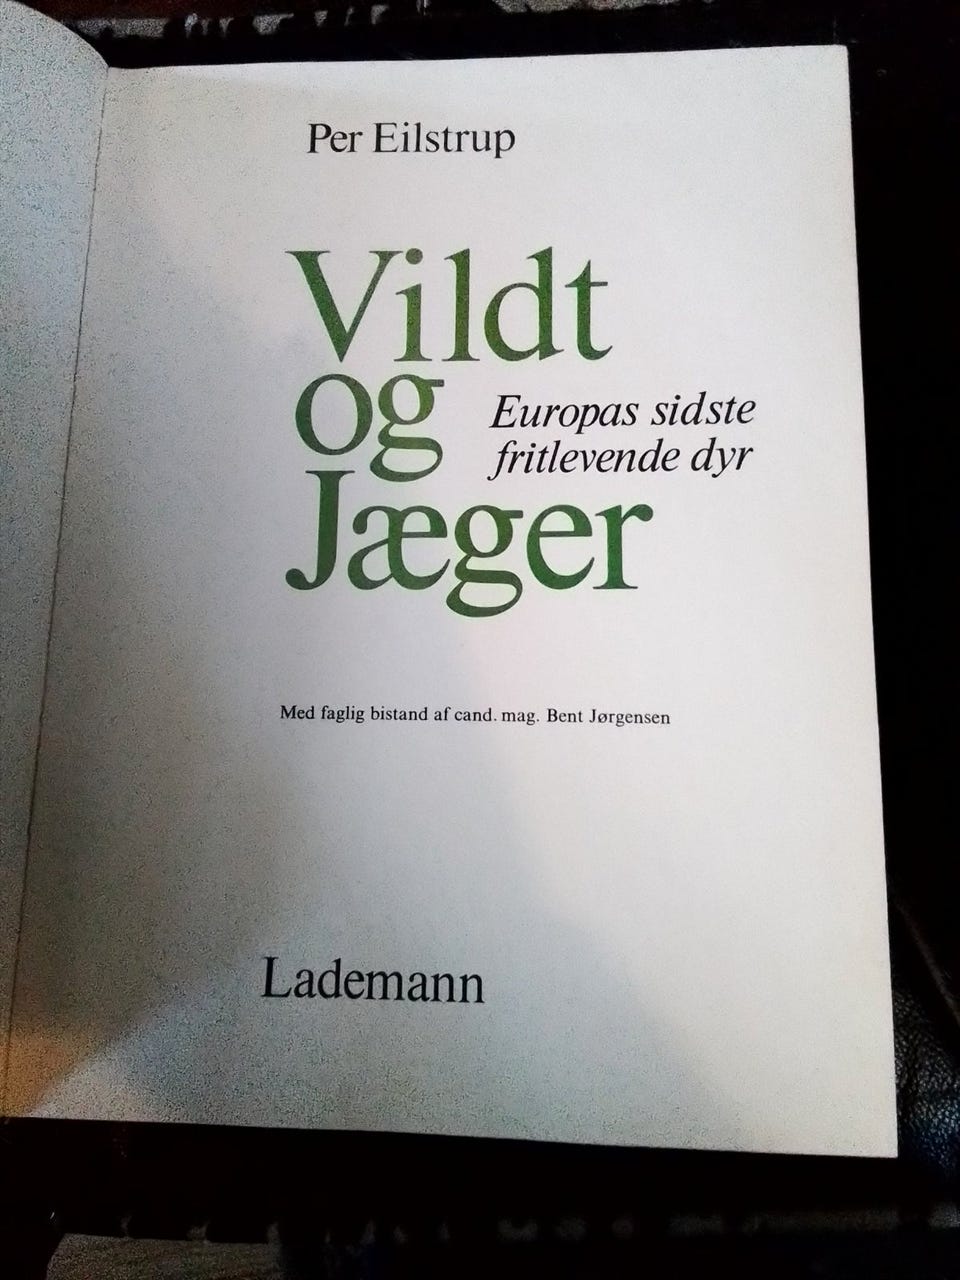 Per Eilstrup
Vildt
og
Jæger
Europas sidste
fritlevende dyr
Med faglig bistand af cand. mag. Bent Jørgensen
Lademann